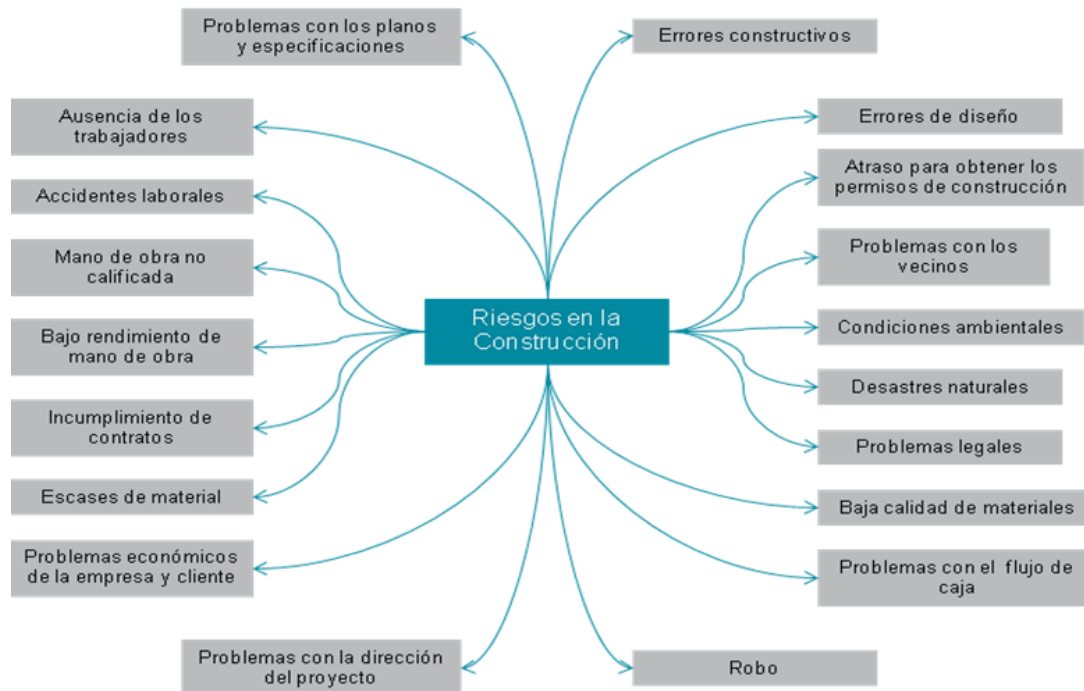 Problemas con los planos
y especificaciones
Errores constructivos
Ausencia de los
trabajadores
Errores de diseño
Atraso para obtener los
permisos de construcción
Accidentes laborales
Mano de obra no
calificada
Problemas con los
vecinos
Riesgos en la
Construcción
Bajo rendimiento de
mano de obra
Condiciones ambientales
Desastres naturales
Incumplimiento de
contratos
Problemas legales
Escases de material
Baja calidad de materiales
Problemas económicos
de la empresa y cliente
Problemas con el flujo de
caja
Problemas con la dirección
del proyecto
Robo